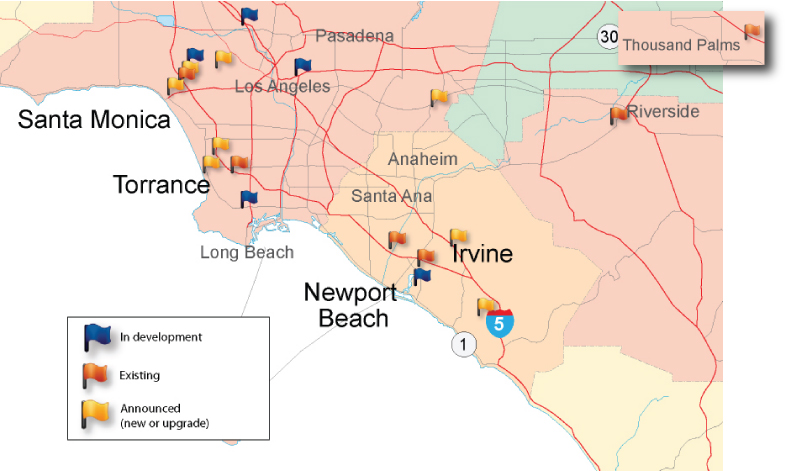 Pasadena
30
Thousand Palms
Los Angeles
Santa Monica
Riverside
Anaheim
Torrance
Santa Ana
Long Beach
Irvine
Newport
Beach
5
1
In development
Existing
Announced
(new or upgrade)